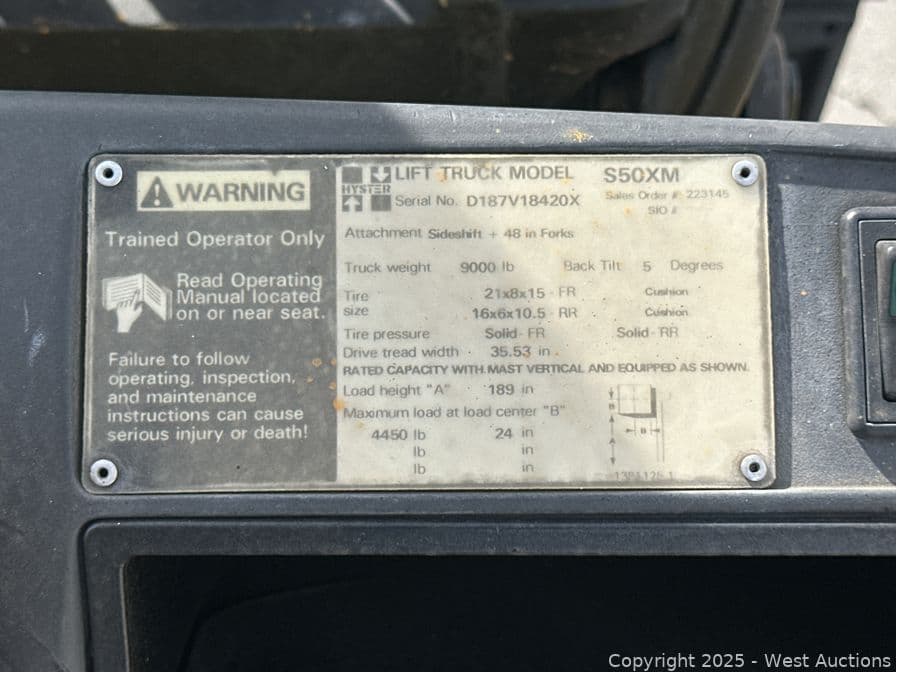 WARNING
Trained Operator Only
Read Operating
Manual located
on or near seat.
Failure to follow
operating, inspection,
and maintenance
instructions can cause
serious injury or death!
HYSTER
LIFT TRUCK MODEL S50XM
Serial No. D187V18420X Sales Order #: 223145
SIO #
Attachment Sideshift + 48 in Forks
Truck weight 9000 lb Back Tilt 5 Degrees
Tire 21x8x15 - FR Cushion
size 16x6x10.5 - RR Cushion
Tire pressure Solid - FR Solid - RR
Drive tread width 35.53 in
RATED CAPACITY WITH MAST VERTICAL AND EQUIPPED AS SHOWN.
Load height "A" 189 in
Maximum load at load center "B"
4450 lb 24 in
lb in
lb in
B
B
A
Copyright © 2025 - West Auctions